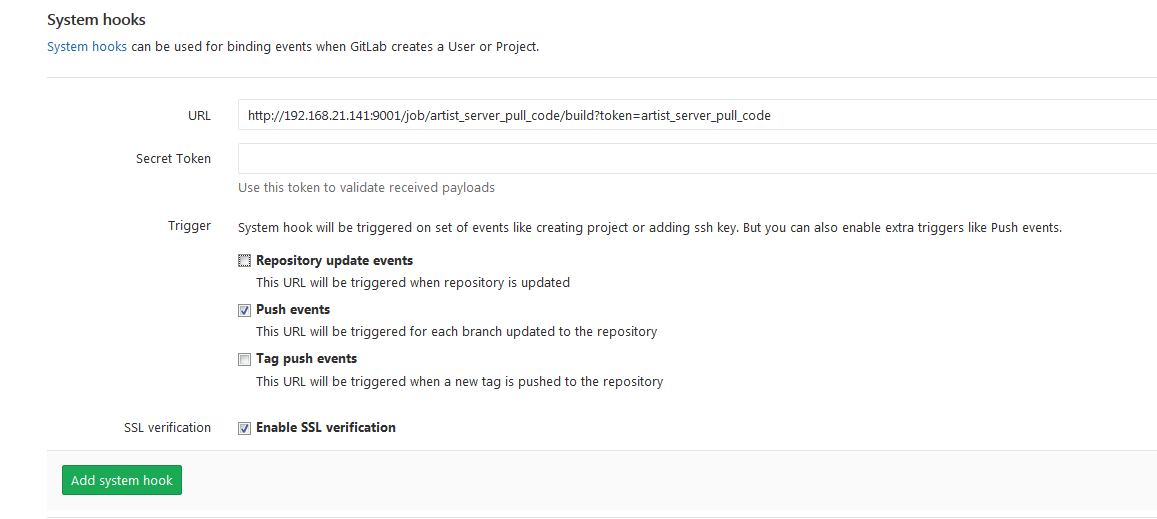 System hooks
System hooks can be used for binding events when GitLab creates a User or Project.
URL
http://192.168.21.141:9001/job/artist_server_pull_code/build?token=artist_server_pull_code
Secret Token
Use this token to validate received payloads
Trigger
System hook will be triggered on set of events like creating project or adding ssh key. But you can also enable extra triggers like Push events.
Repository update events
This URL will be triggered when repository is updated
Push events
This URL will be triggered for each branch updated to the repository
Tag push events
This URL will be triggered when a new tag is pushed to the repository
SSL verification
Enable SSL verification
Add system hook